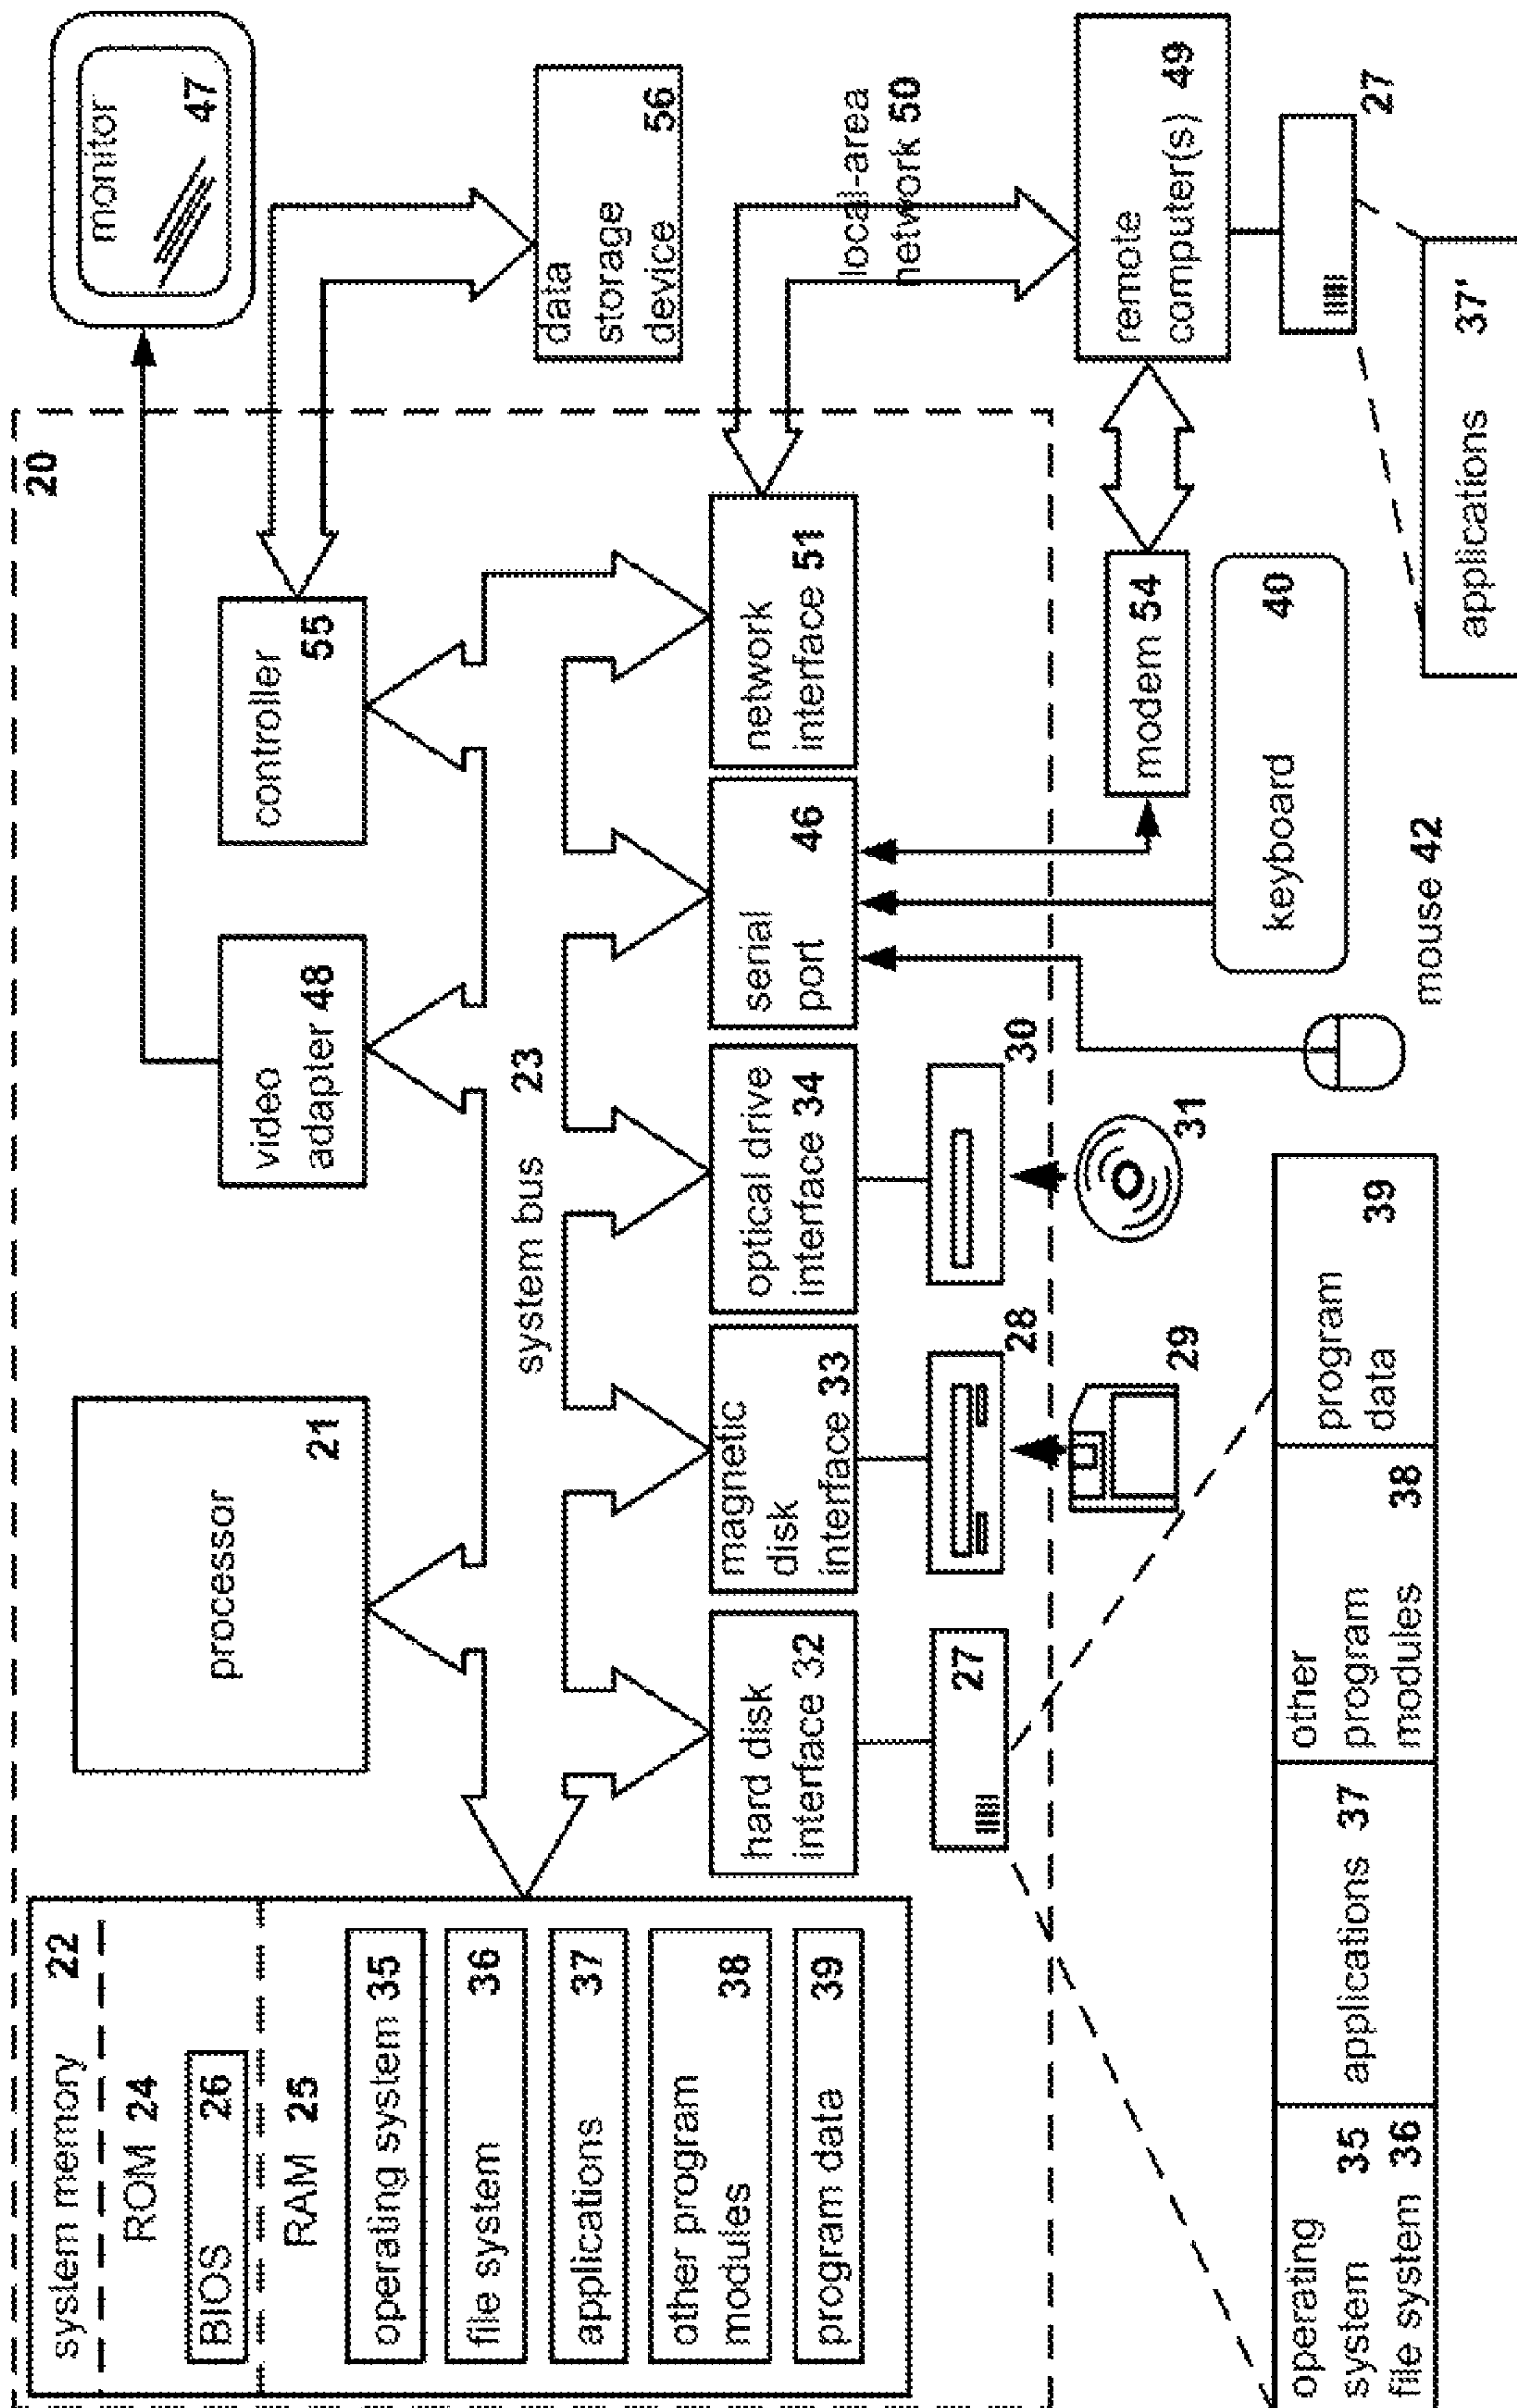 20
system memory 22
ROM 24
BIOS 26
RAM 25
operating system 35
file system 36
applications 37
other program
modules 38
program data 39
processor
21
video
adapter 48
controller
55
monitor
47
system bus 23
data
storage
device 56
hard disk
interface 32
magnetic
disk
interface 33
optical drive
interface 34
serial
port 46
network
interface 51
local-area
network 50
27
28
30
29
31
modem 54
remote
computer(s) 49
27
keyboard 40
mouse 42
operating
system 35
file system 36
applications 37
other
program
modules 38
program
data 39
applications 37'